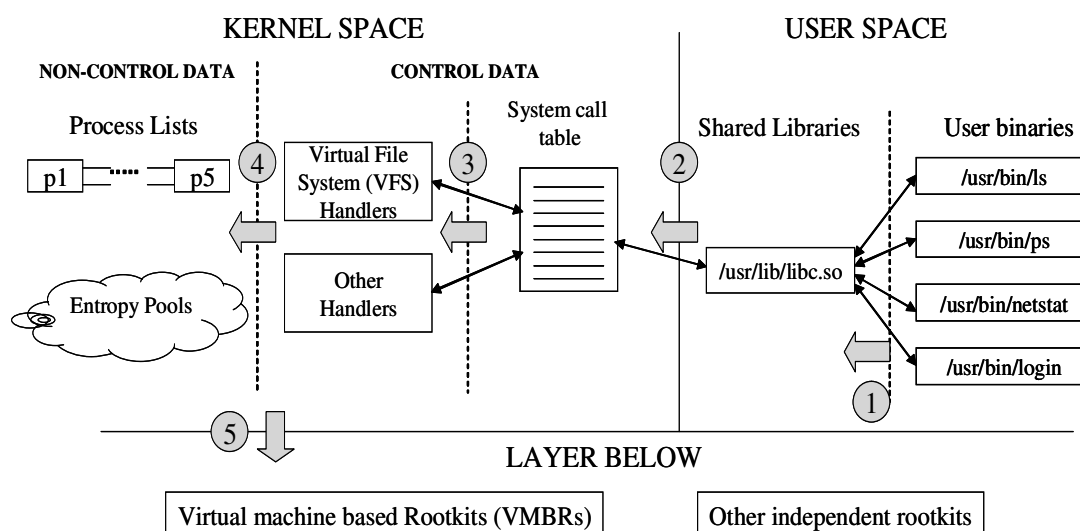 KERNEL SPACE
USER SPACE
NON-CONTROL DATA
CONTROL DATA
Process Lists
System call
table
Shared Libraries
User binaries
p1
p5
4
Virtual File
System (VFS)
Handlers
3
2
/usr/bin/ls
/usr/bin/ps
/usr/lib/libc.so
Other
Handlers
Entropy Pools
/usr/bin/netstat
/usr/bin/login
1
5
LAYER BELOW
Virtual machine based Rootkits (VMBRs)
Other independent rootkits